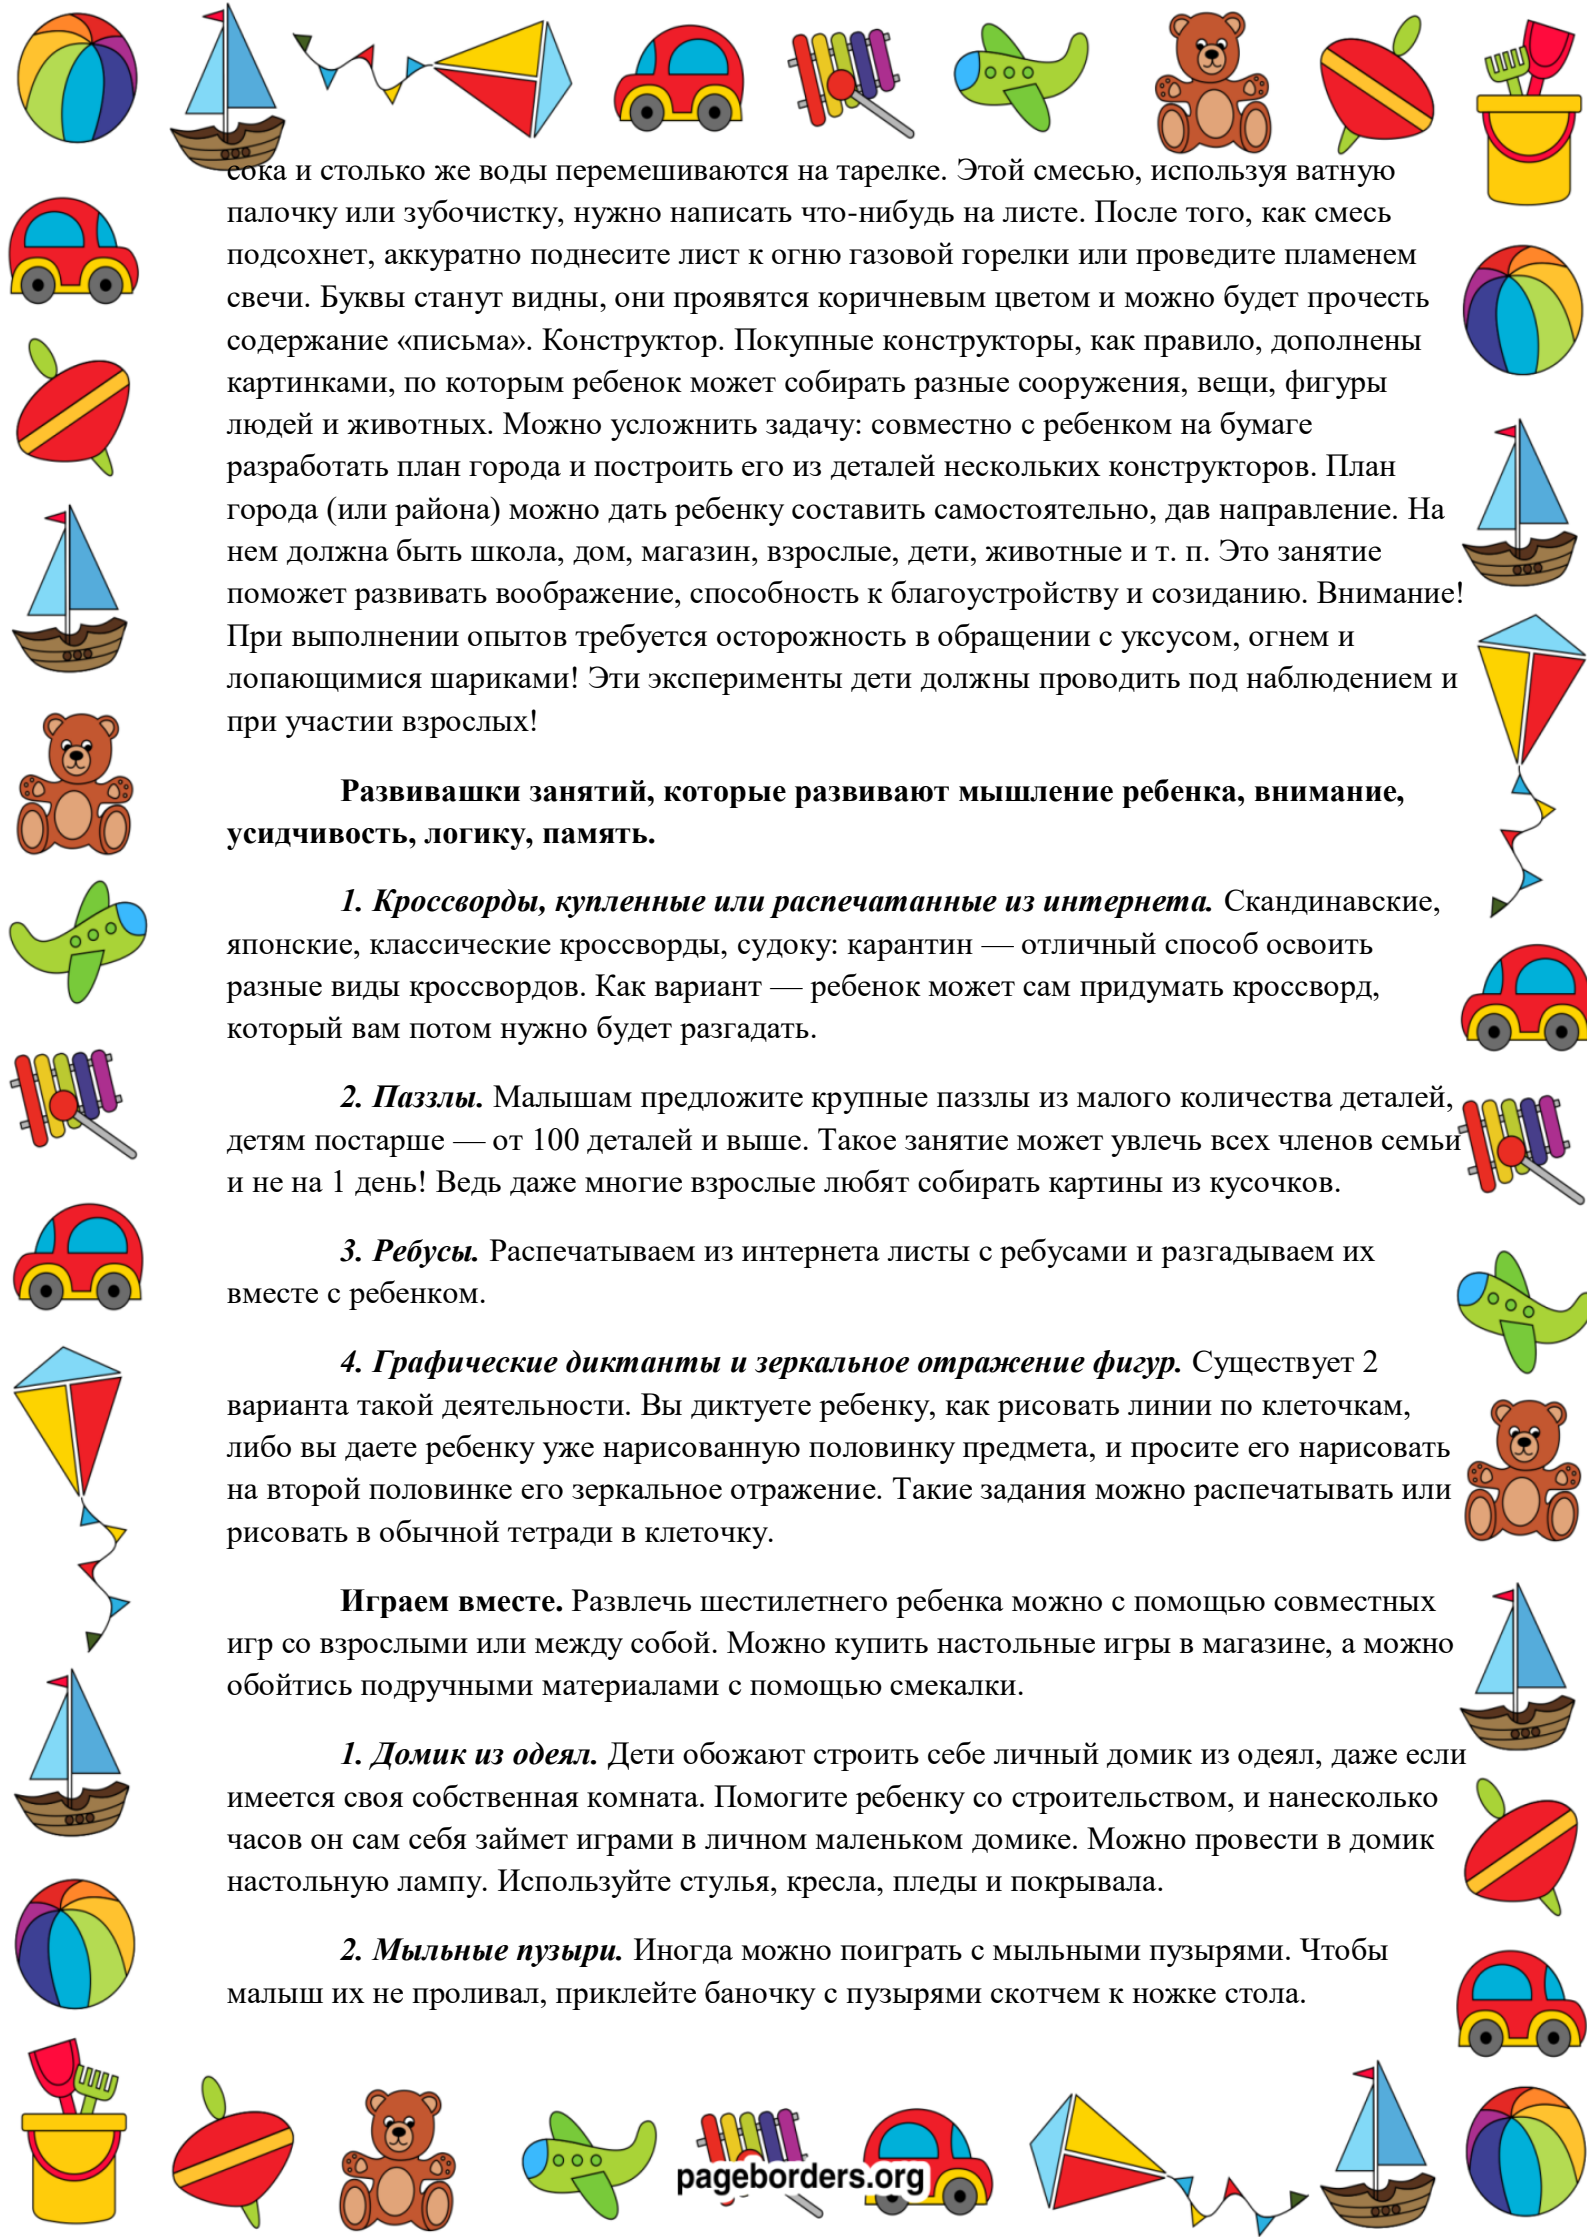 сока и столько же воды перемешиваются на тарелке. Этой смесью, используя ватную
палочку или зубочистку, нужно написать что-нибудь на листе. После того, как смесь
подсохнет, аккуратно поднесите лист к огню газовой горелки или проведите пламенем
свечи. Буквы станут видны, они проявятся коричневым цветом и можно будет прочесть
содержание «письма». Конструктор. Покупные конструкторы, как правило, дополнены
картинками, по которым ребенок может собирать разные сооружения, вещи, фигуры
людей и животных. Можно усложнить задачу: совместно с ребенком на бумаге
разработать план города и построить его из деталей нескольких конструкторов. План
города (или района) можно дать ребенку составить самостоятельно, дав направление. На
нем должна быть школа, дом, магазин, взрослые, дети, животные и т. п. Это занятие
поможет развивать воображение, способность к благоустройству и созиданию. Внимание!
При выполнении опытов требуется осторожность в обращении с уксусом, огнем и
лопающимися шариками! Эти эксперименты дети должны проводить под наблюдением и
при участии взрослых!
Развивашки занятий, которые развивают мышление ребенка, внимание,
усидчивость, логику, память.
1. Кроссворды, купленные или распечатанные из интернета. Скандинавские,
японские, классические кроссворды, судоку: карантин — отличный способ освоить
разные виды кроссвордов. Как вариант — ребенок может сам придумать кроссворд,
который вам потом нужно будет разгадать.
2. Паззлы. Малышам предложите крупные паззлы из малого количества деталей,
детям постарше — от 100 деталей и выше. Такое занятие может увлечь всех членов семьи
и не на 1 день! Ведь даже многие взрослые любят собирать картины из кусочков.
3. Ребусы. Распечатываем из интернета листы с ребусами и разгадываем их
вместе с ребенком.
4. Графические диктанты и зеркальное отражение фигур. Существует 2
варианта такой деятельности. Вы диктуете ребенку, как рисовать линии по клеточкам,
либо вы даете ребенку уже нарисованную половинку предмета, и просите его нарисовать
на второй половинке его зеркальное отражение. Такие задания можно распечатывать или
рисовать в обычной тетради в клеточку.
Играем вместе. Развлечь шестилетнего ребенка можно с помощью совместных
игр со взрослыми или между собой. Можно купить настольные игры в магазине, а можно
обойтись подручными материалами с помощью смекалки.
1. Домик из одеял. Дети обожают строить себе личный домик из одеял, даже если
имеется своя собственная комната. Помогите ребенку со строительством, и нанесколько
часов он сам себя займет играми в личном маленьком домике. Можно провести в домик
настольную лампу. Используйте стулья, кресла, пледы и покрывала.
2. Мыльные пузыри. Иногда можно поиграть с мыльными пузырями. Чтобы
малыш их не проливал, приклейте баночку с пузырями скотчем к ножке стола.
pageborders.org